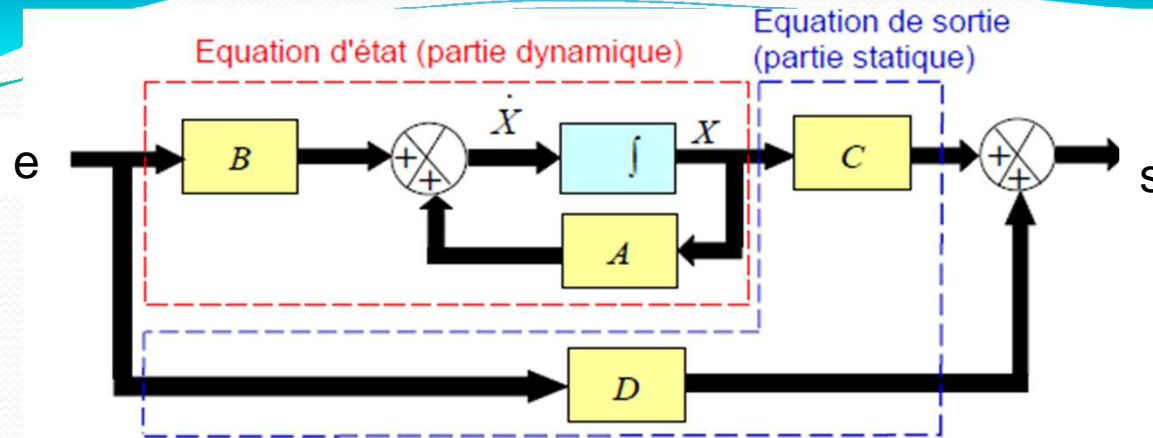 Equation de sortie
(partie statique)
Equation d'état (partie dynamique)
e
B
+
+
Ẋ
∫
X
C
+
+
s
A
D